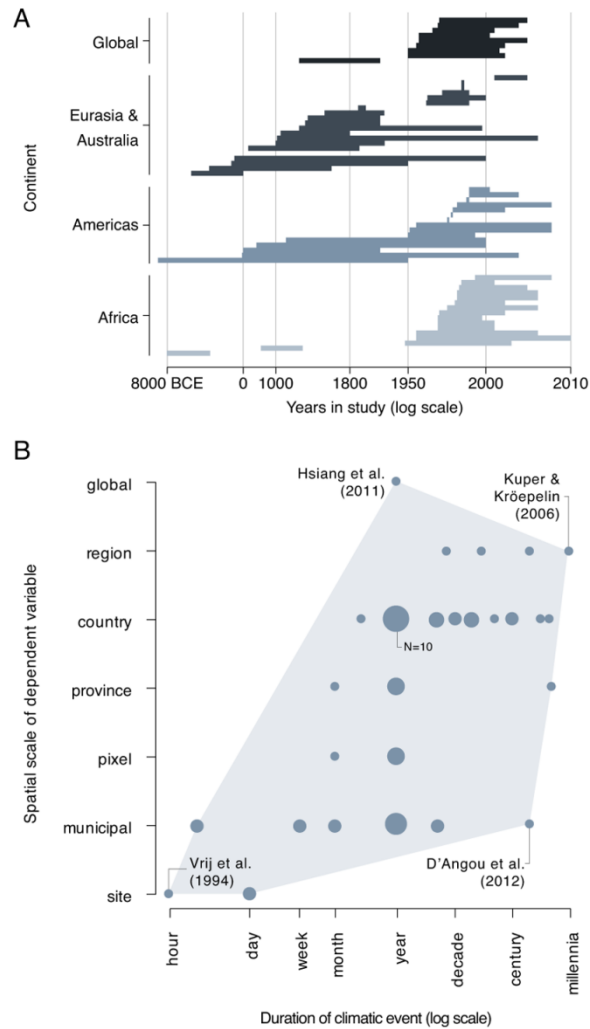 A
Global
Eurasia &
Australia
Americas
Africa
Continent
8000 BCE 0 1000 1800 1950 2000 2010
Years in study (log scale)
B
Hsiang et al.
(2011)
Kuper &
Kröepelin
(2006)
global
region
country
N=10
province
pixel
municipal
Vrij et al.
(1994)
D'Angou et al.
(2012)
site
Spatial scale of dependent variable
hour day week month year decade century millennia
Duration of climatic event (log scale)